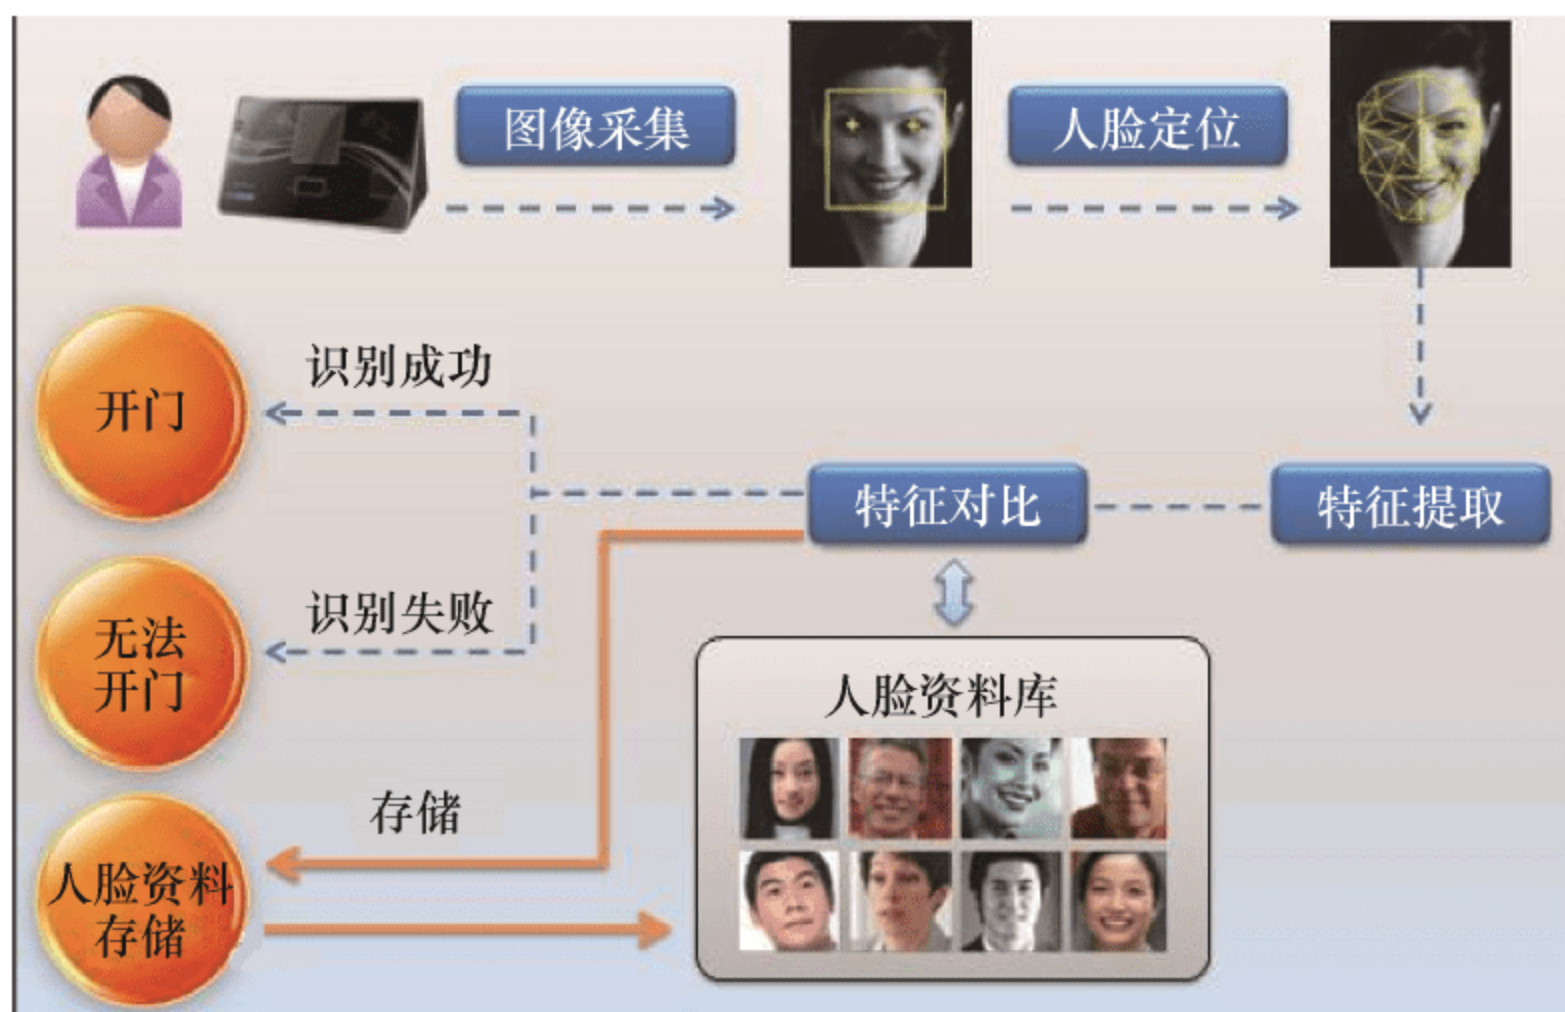 图像采集
人脸定位
识别成功
开门
特征对比
特征提取
识别失败
无法
开门
人脸资料库
存储
人脸资料
存储